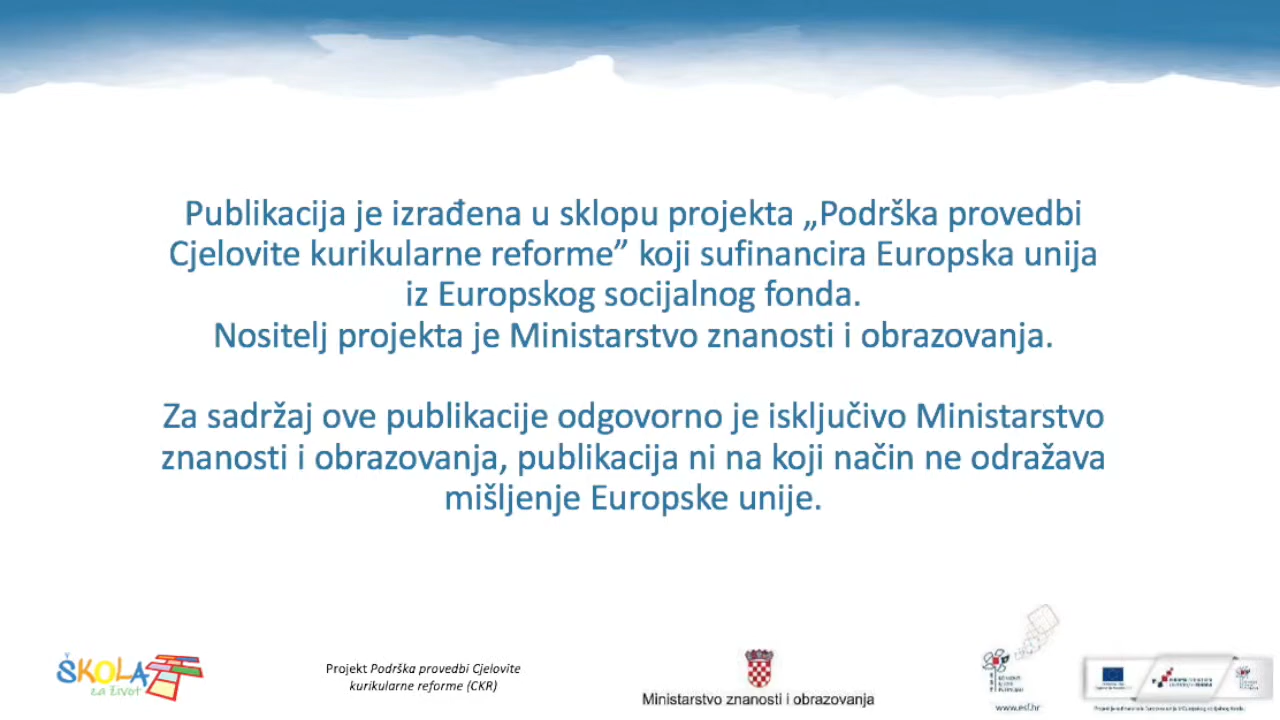 Publikacija je izrađena u sklopu projekta „Podrška provedbi
Cjelovite kurikularne reforme” koji sufinancira Europska unija
iz Europskog socijalnog fonda.
Nositelj projekta je Ministarstvo znanosti i obrazovanja.
Za sadržaj ove publikacije odgovorno je isključivo Ministarstvo
znanosti i obrazovanja, publikacija ni na koji način ne odražava
mišljenje Europske unije.
ŠKOLA
za život
Projekt Podrška provedbi Cjelovite
kurikularne reforme (CKR)
Ministarstvo znanosti i obrazovanja
www.esf.hr